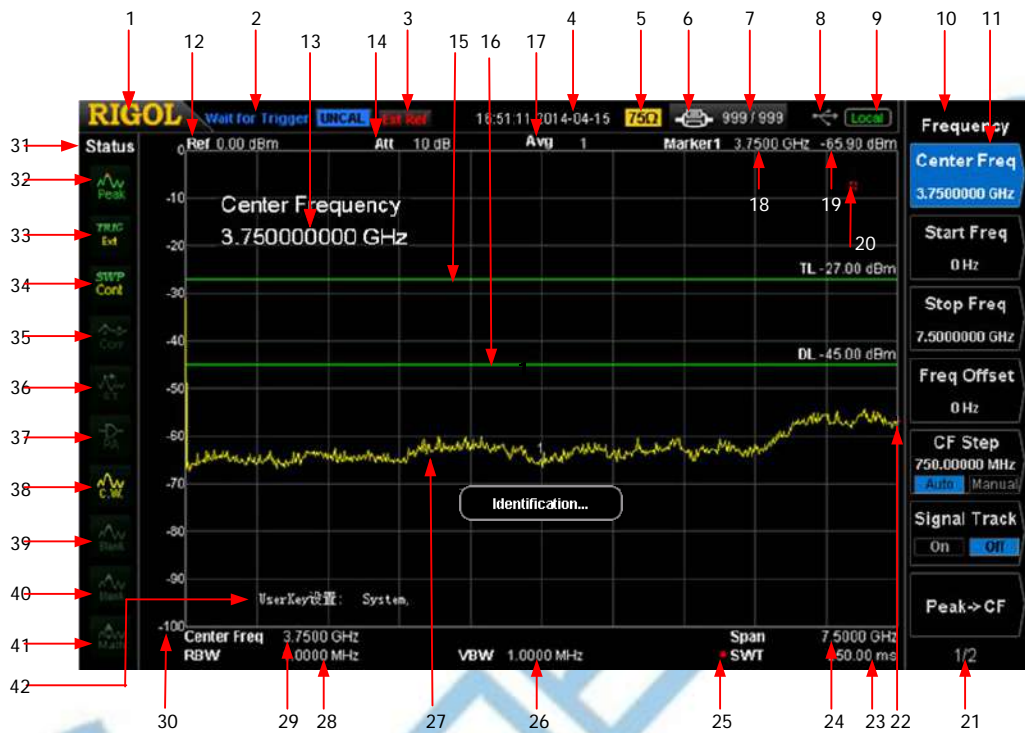 1 2 3 4 5 6 7 8 9 10 11
12 13 14 15 16 17
RIGOL Wait for Trigger UNCAL Ext Ref 16:51:11 2014-04-15 75Ω 999 / 999 Local
Frequency
31 Status Ref 0.00 dBm Att 10 dB Avg 1 Marker1 3.7500 GHz -65.90 dBm
0
Center Freq
3.7500000 GHz
32 Peak
-10
18 19 20
Center Frequency
3.750000000 GHz
33 TRIG
Ext
-20
Start Freq
0 Hz
TL -27.00 dBm
34 SWP
Cont
-30
Stop Freq
7.5000000 GHz
35 Corr
-40
DL -45.00 dBm
36
-50
Freq Offset
0 Hz
37 PA
-60
1
CF Step
750.00000 MHz
Auto Manual
38 C.W.
-70
Identification...
Signal Track
On Off
39 Blank
-80
40
-90
UserKey设置: System,
Peak->CF
41 Math
-100
Center Freq 3.7500 GHz Span 7.5000 GHz
RBW .0000 MHz VBW 1.0000 MHz * SWT 50.00 ms
1/2
42
30 29 28 27 26 25 24 23 22 21